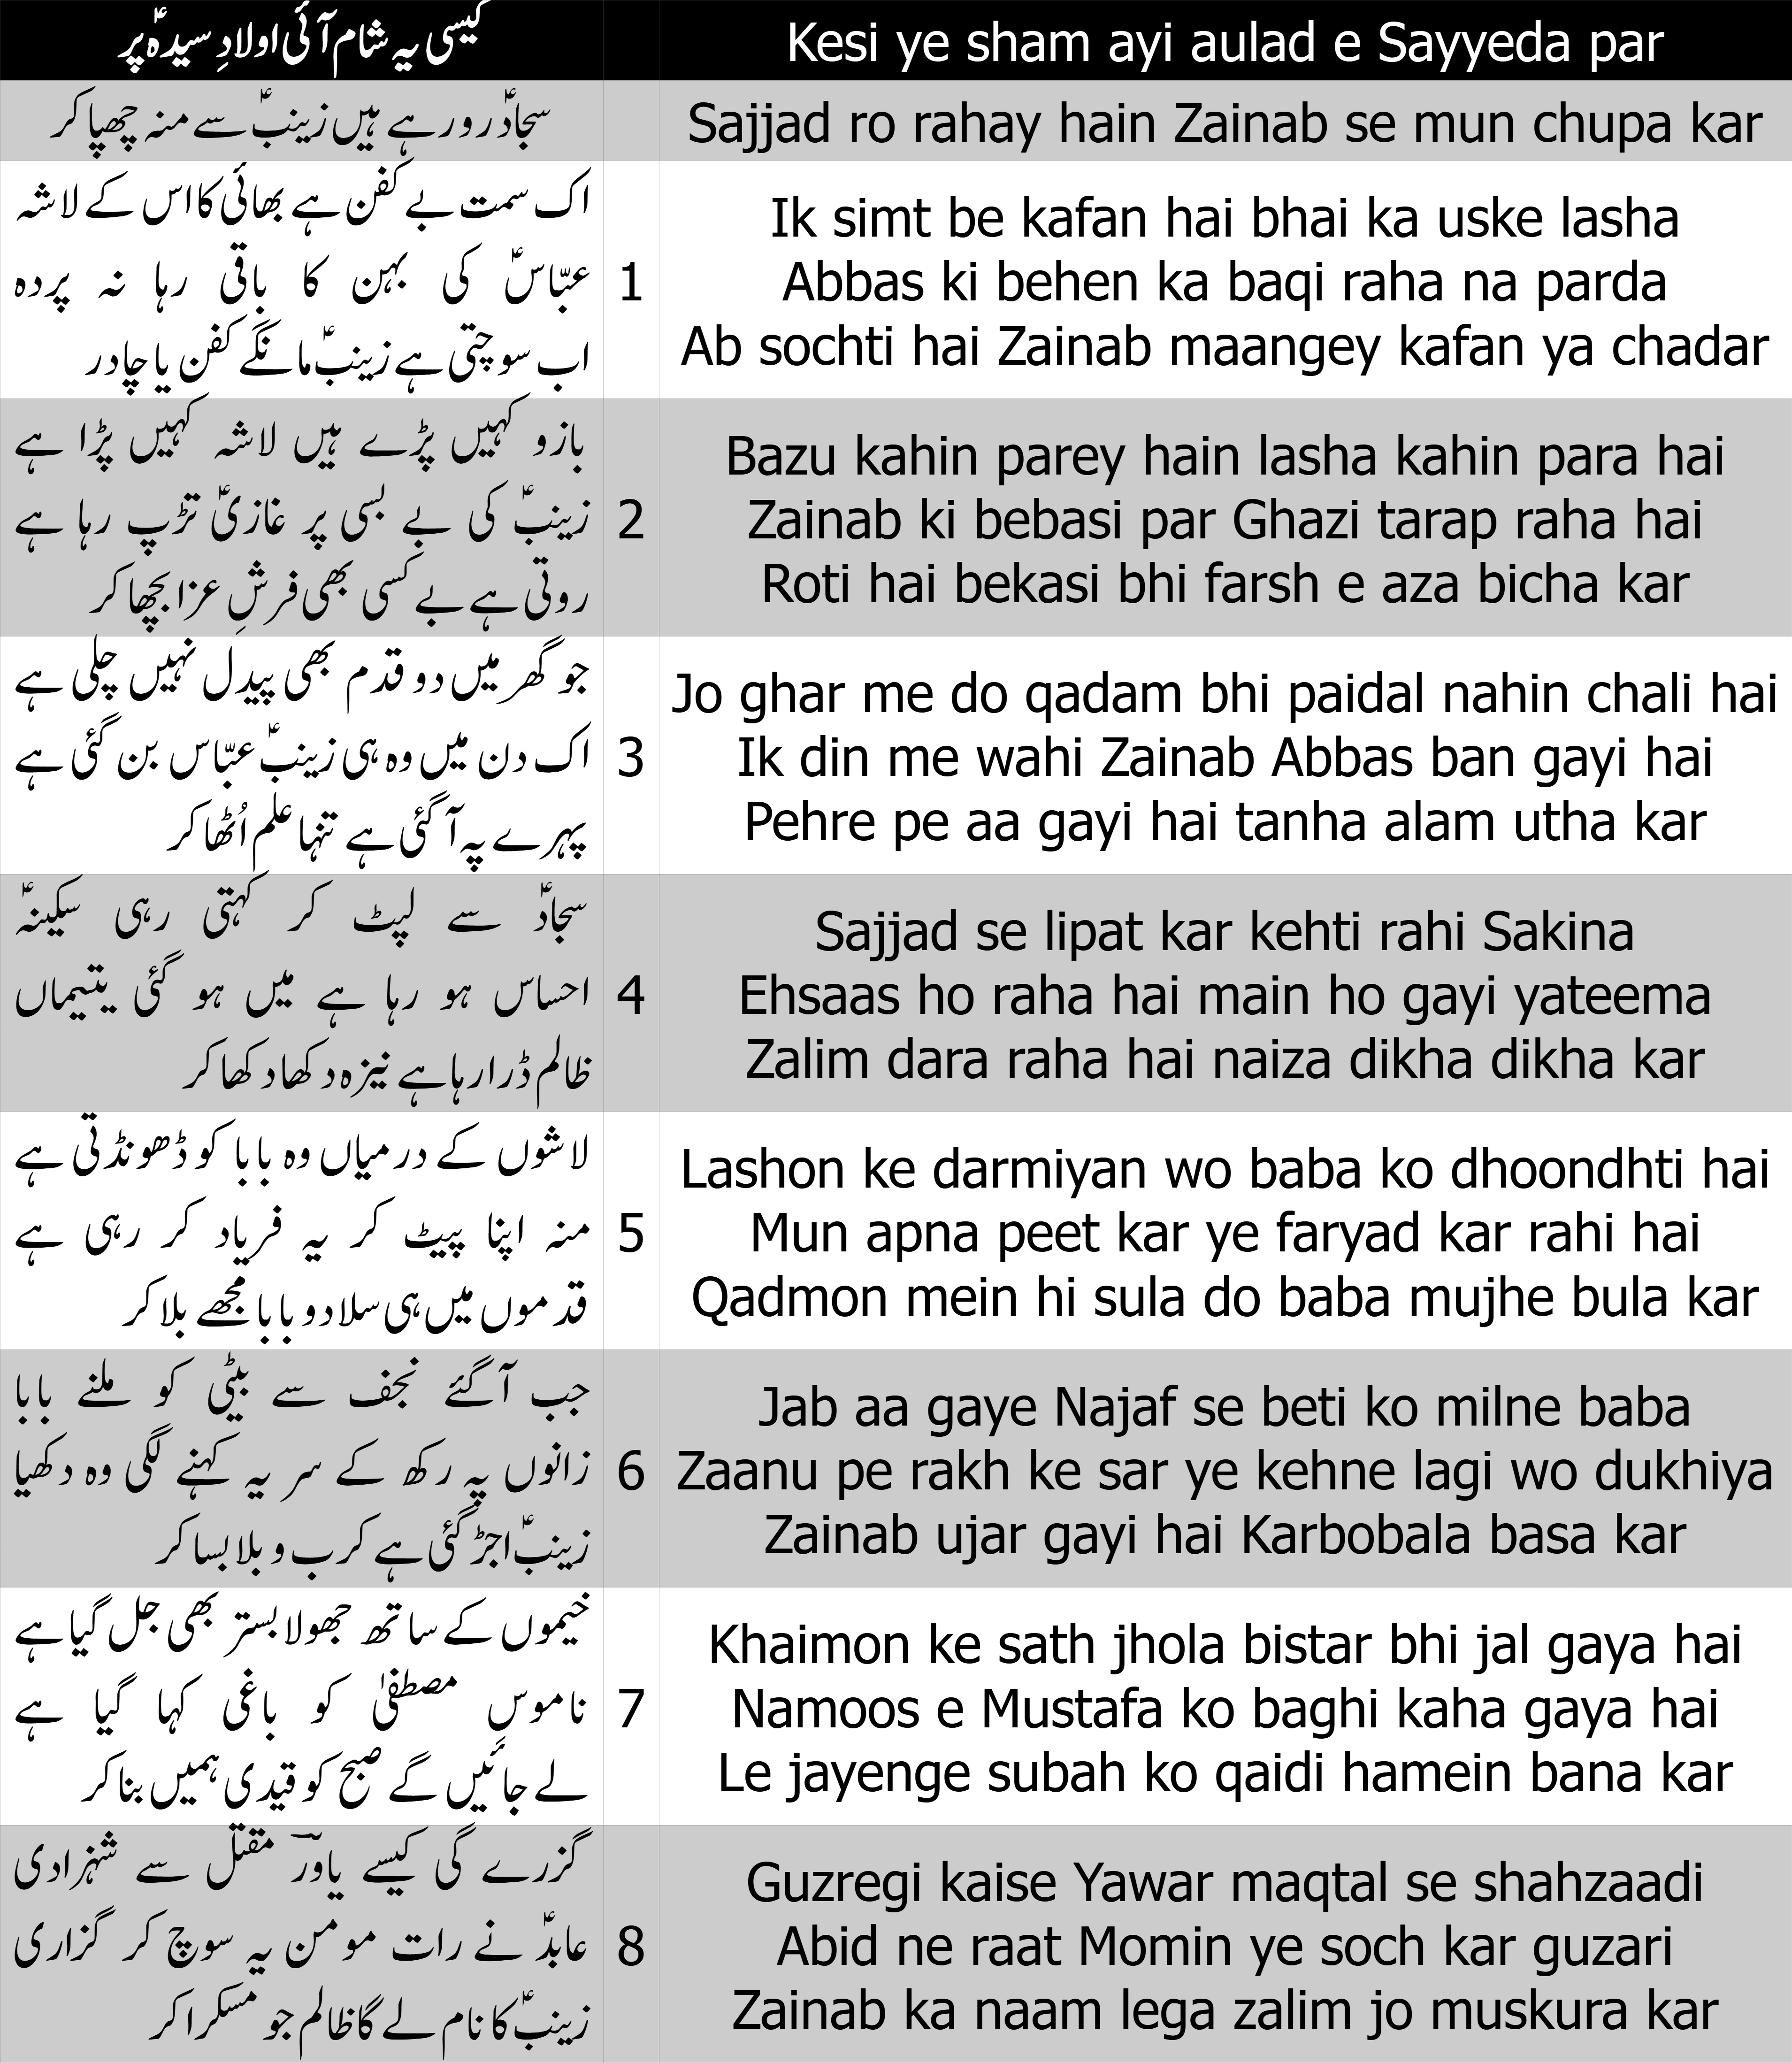 کیسی یہ شام آئی اولادِ سیدہؑ پر
Kesi ye sham ayi aulad e Sayyeda par
سجادؑ رو رہے ہیں زینبؑ سے منہ چھپا کر
Sajjad ro rahay hain Zainab se mun chupa kar
اک سمت بے کفن ہے بھائی کا اس کے لاشہ
عبّاسؑ کی بہن کا باقی رہا نہ پردہ
اب سوچتی ہے زینبؑ مانگے کفن یا چادر
1
Ik simt be kafan hai bhai ka uske lasha
Abbas ki behen ka baqi raha na parda
Ab sochti hai Zainab maangey kafan ya chadar
بازو کہیں پڑے ہیں لاشہ کہیں پڑا ہے
زینبؑ کی بے بسی پر غازیؑ تڑپ رہا ہے
روتی ہے بے کسی بھی فرشِ عزا بچھا کر
2
Bazu kahin parey hain lasha kahin para hai
Zainab ki bebasi par Ghazi tarap raha hai
Roti hai bekasi bhi farsh e aza bicha kar
جو گھر میں دو قدم بھی پیدل نہیں چلی ہے
اک دن میں وہ ہی زینبؑ عبّاس بن گئی ہے
پہرے پہ آ گئی ہے تنہا علم اُٹھا کر
3
Jo ghar me do qadam bhi paidal nahin chali hai
Ik din me wahi Zainab Abbas ban gayi hai
Pehre pe aa gayi hai tanha alam utha kar
سجادؑ سے لپٹ کر کہتی رہی سکینہؑ
احساس ہو رہا ہے میں ہو گئی یتیماں
ظالم ڈرا رہا ہے نیزہ دکھا دکھا کر
4
Sajjad se lipat kar kehti rahi Sakina
Ehsaas ho raha hai main ho gayi yateema
Zalim dara raha hai naiza dikha dikha kar
لاشوں کے درمیاں وہ بابا کو ڈھونڈتی ہے
منہ اپنا پیٹ کر یہ فریاد کر رہی ہے
قدموں میں ہی سلا دو بابا مجھے بلا کر
5
Lashon ke darmiyan wo baba ko dhoondhti hai
Mun apna peet kar ye faryad kar rahi hai
Qadmon mein hi sula do baba mujhe bula kar
جب آ گئے نجف سے بیٹی کو ملنے بابا
زانوں پہ رکھ کے سر یہ کہنے لگی وہ دکھیا
زینبؑ اجڑ گئی ہے کرب و بلا بسا کر
6
Jab aa gaye Najaf se beti ko milne baba
Zaanu pe rakh ke sar ye kehne lagi wo dukhiya
Zainab ujar gayi hai Karbobala basa kar
خیموں کے ساتھ جھولا بستر بھی جل گیا ہے
ناموسِ مصطفیٰ کو باغی کہا گیا ہے
لے جائیں گے صبح کو قیدی ہمیں بنا کر
7
Khaimon ke sath jhola bistar bhi jal gaya hai
Namoos e Mustafa ko baghi kaha gaya hai
Le jayenge subah ko qaidi hamein bana kar
گزرے گی کیسے یاورؔ مقتل سے شہزادی
عابدؑ نے رات مومن یہ سوچ کر گزاری
زینبؑ کا نام لے گا ظالم جو مسکرا کر
8
Guzregi kaise Yawar maqtal se shahzaadi
Abid ne raat Momin ye soch kar guzari
Zainab ka naam lega zalim jo muskura kar